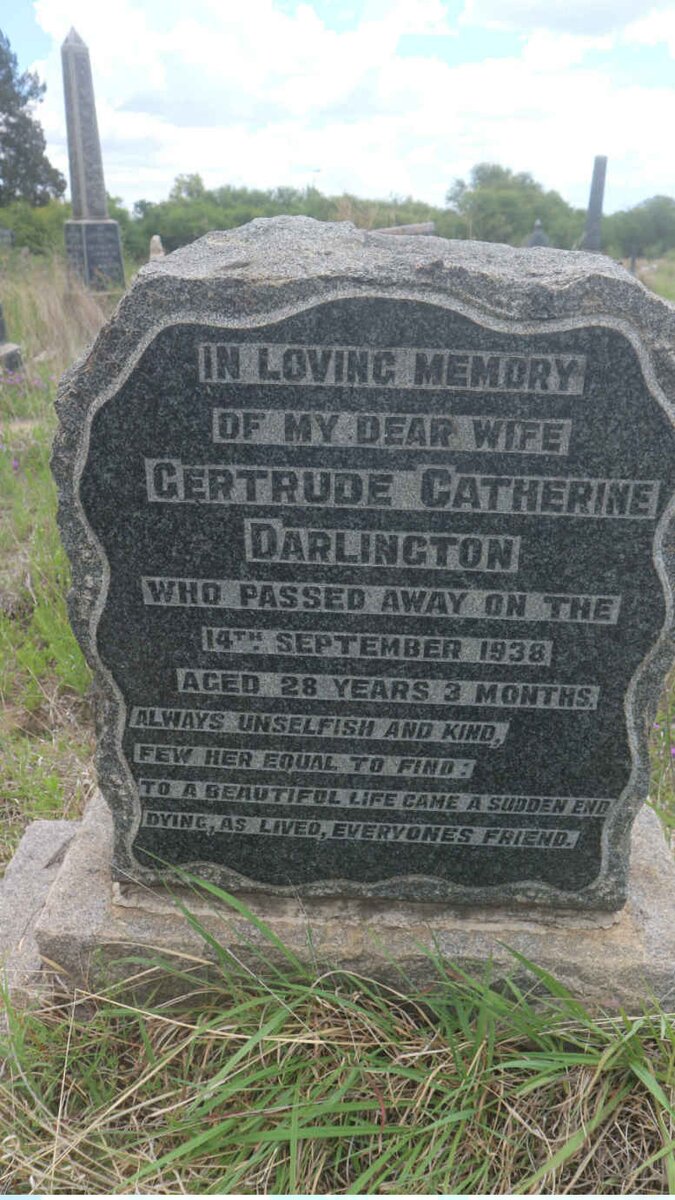 IN LOVING MEMORY
OF MY DEAR WIFE
GERTRUDE CATHERINE
DARLINGTON
WHO PASSED AWAY ON THE
14TH. SEPTEMBER 1938
AGED 28 YEARS 3 MONTHS.
ALWAYS UNSELFISH AND KIND,
FEW HER EQUAL TO FIND:
TO A BEAUTIFUL LIFE CAME A SUDDEN END
DYING, AS LIVED, EVERYONES FRIEND.